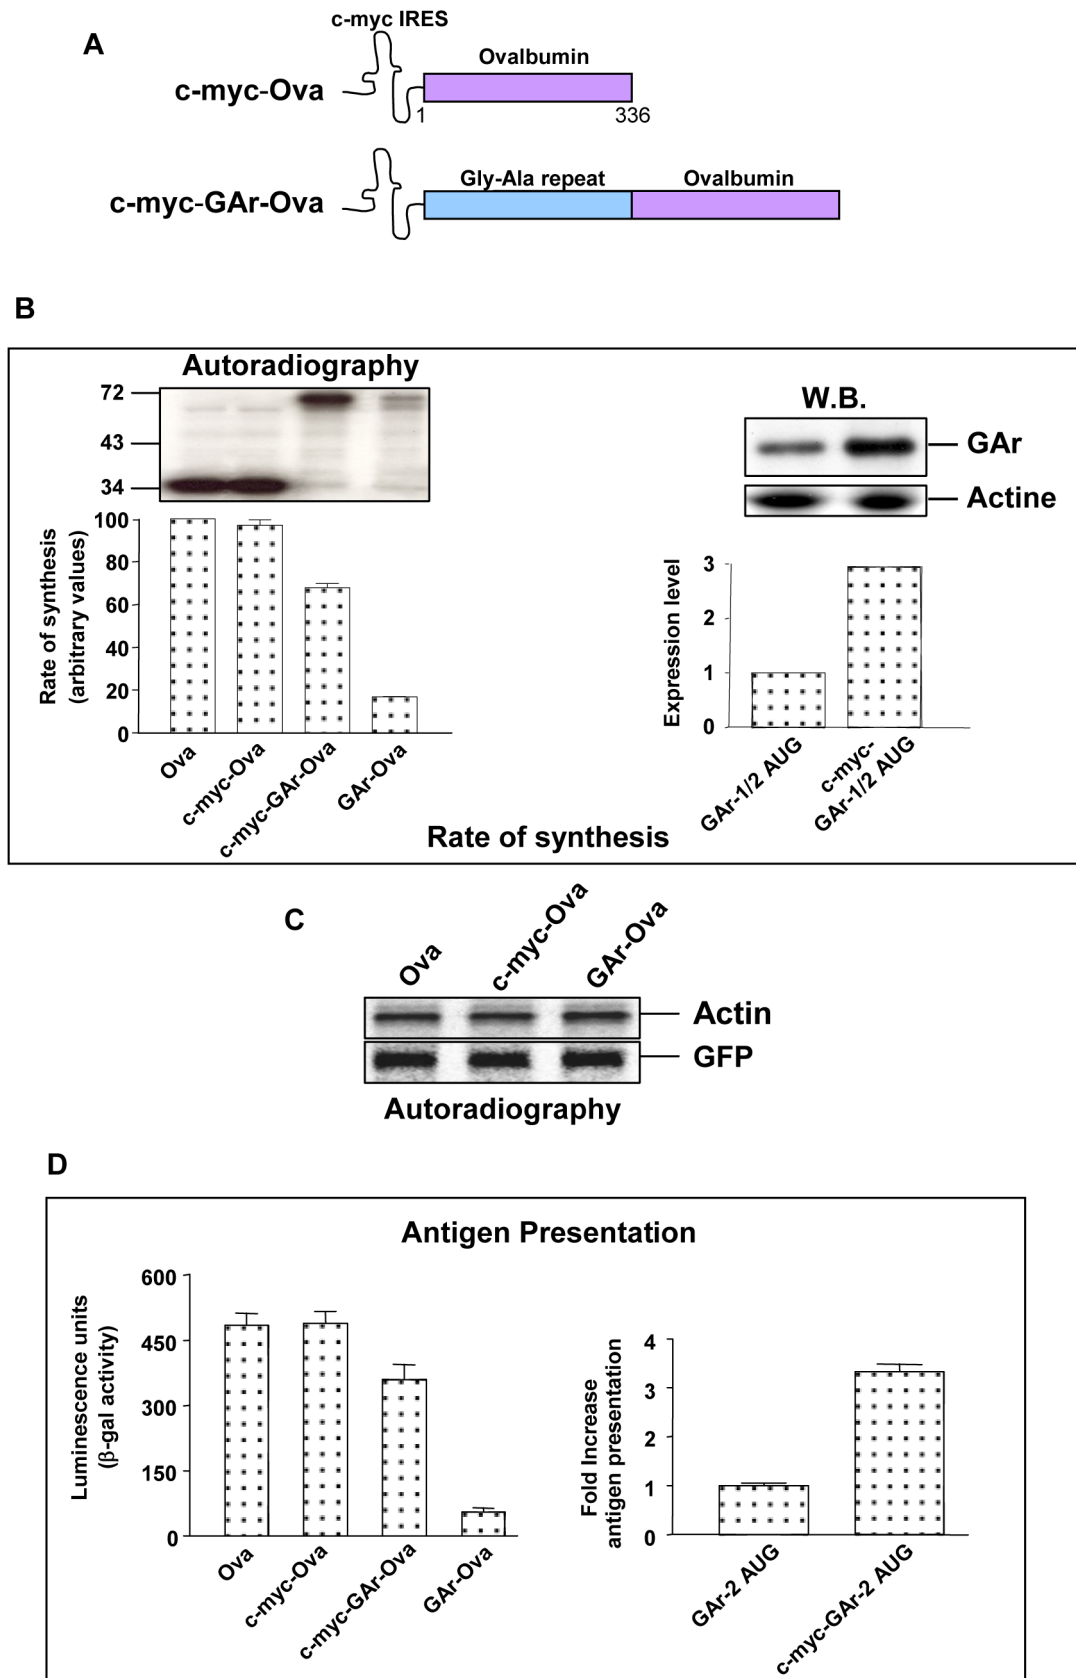 A
c-myc IRES
Ovalbumin
c-myc-Ova
1
336
Gly-Ala repeat
Ovalbumin
c-myc-GAr-Ova
B
Autoradiography
72
43
34
Rate of synthesis
(arbitrary values)
100
80
60
40
20
0
Ova
c-myc-Ova
c-myc-GAr-Ova
GAr-Ova
W.B.
GAr
Actine
Expression level
3
2
1
0
GAr-1/2 AUG
c-myc-
GAr-1/2 AUG
Rate of synthesis
C
Ova
c-myc-Ova
GAr-Ova
Actin
GFP
Autoradiography
D
Antigen Presentation
Luminescence units
(β-gal activity)
600
450
300
150
0
Ova
c-myc-Ova
c-myc-GAr-Ova
GAr-Ova
Fold Increase
antigen presentation
4
3
2
1
0
GAr-2 AUG
c-myc-GAr-2 AUG